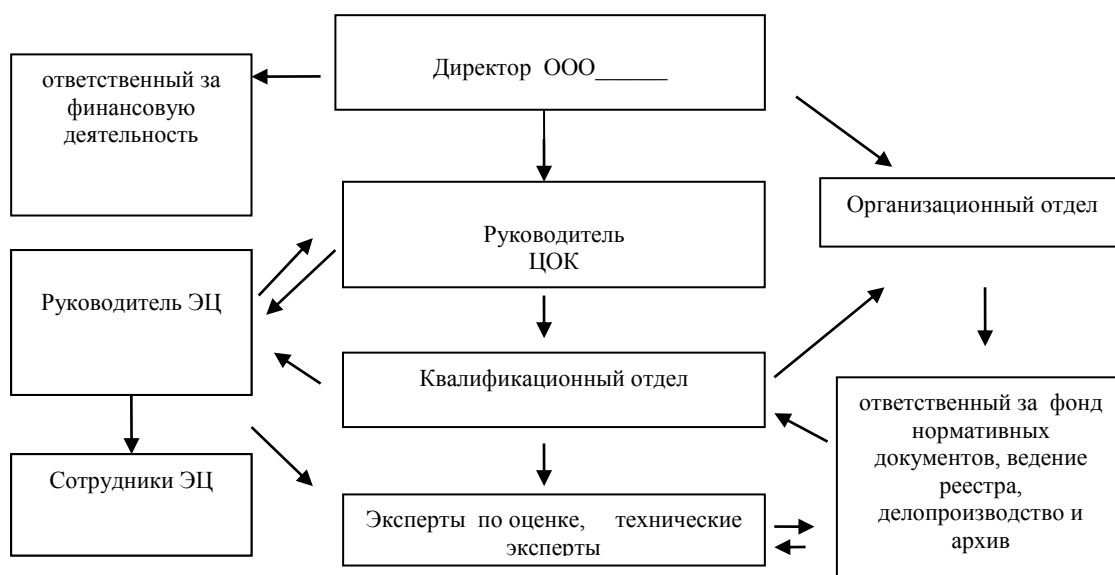 Директор ООО______
ответственный за
финансовую
деятельность
Организационный отдел
Руководитель
ЦОК
Руководитель ЭЦ
Квалификационный отдел
ответственный за фонд
нормативных
документов, ведение
реестра,
делопроизводство и
архив
Сотрудники ЭЦ
Эксперты по оценке, технические
эксперты